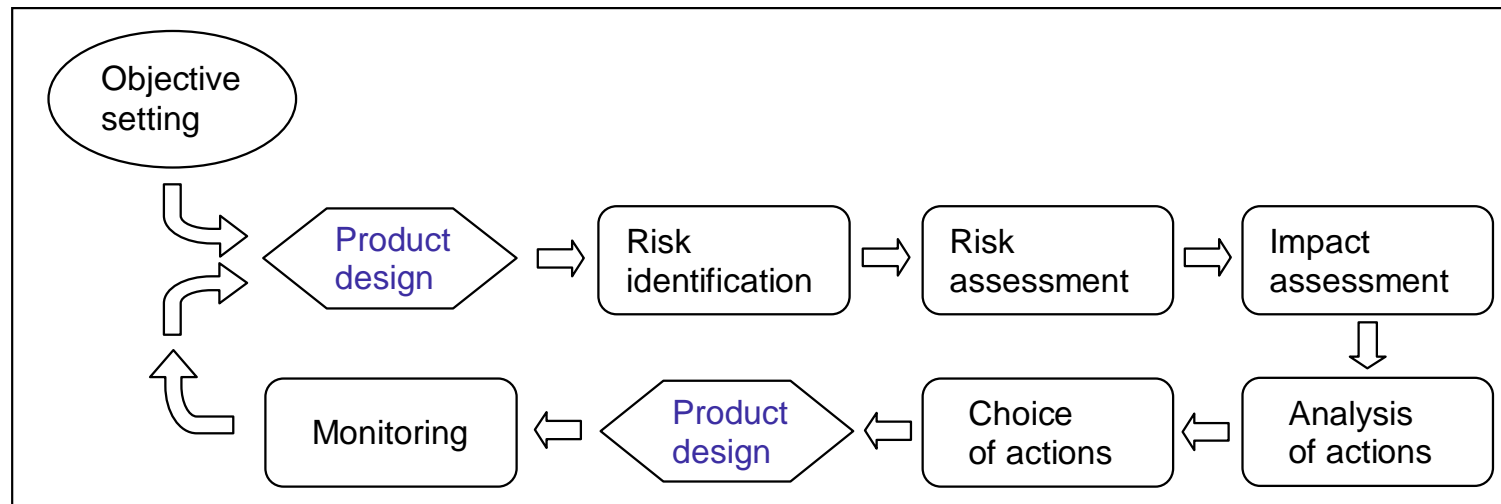 Objective
setting
Product
design
Risk
identification
Risk
assessment
Impact
assessment
Analysis
of actions
Choice
of actions
Product
design
Monitoring